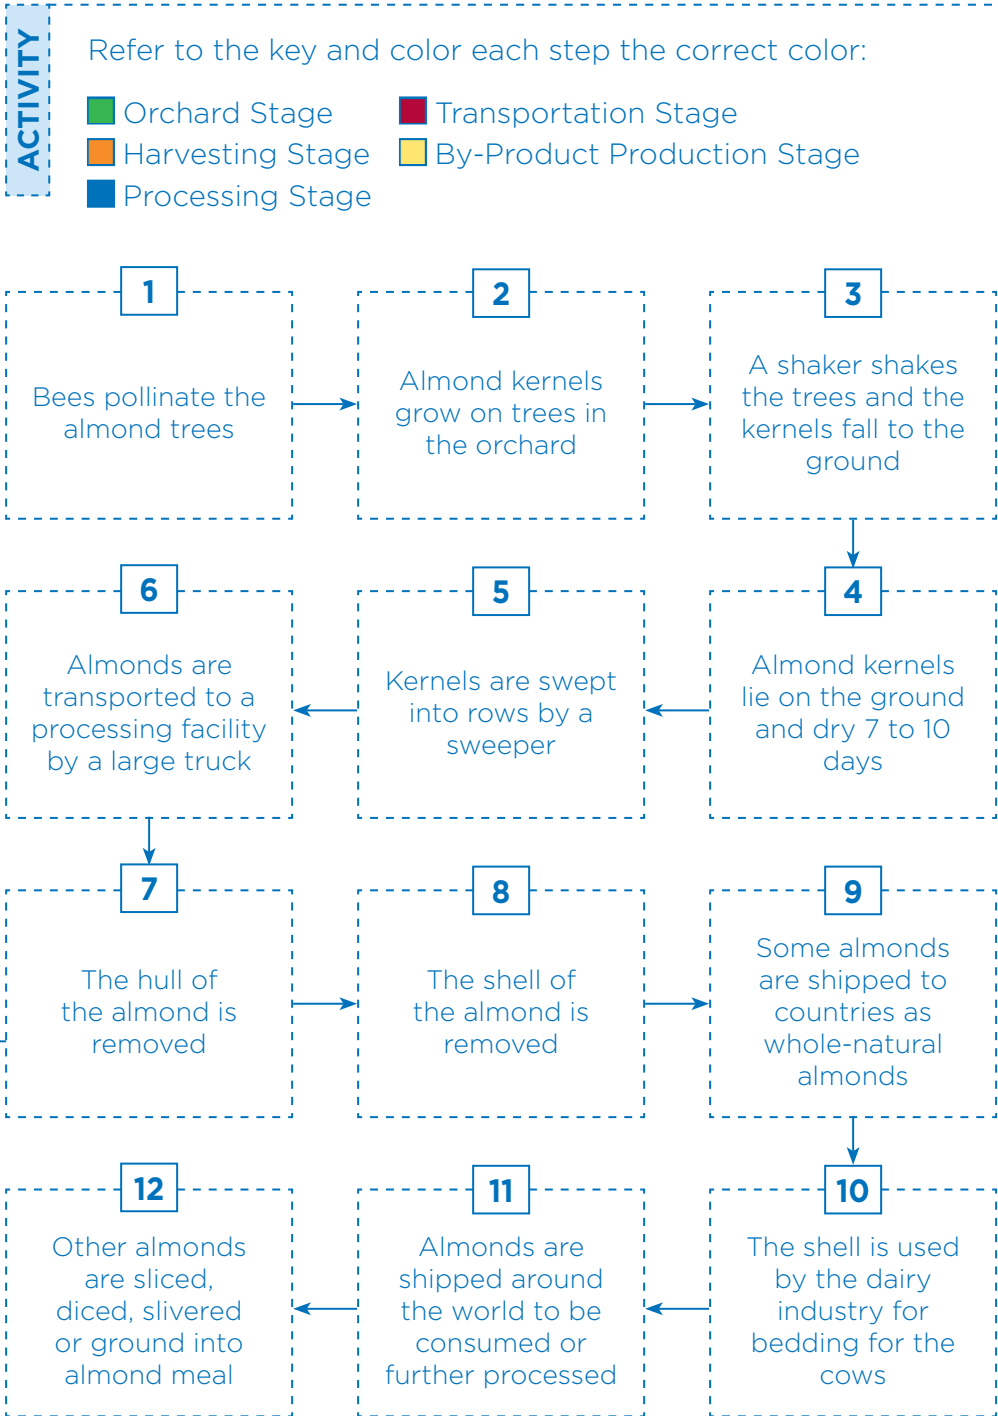 ACTIVITY
Refer to the key and color each step the correct color:
Orchard Stage
Transportation Stage
Harvesting Stage
By-Product Production Stage
Processing Stage
1
Bees pollinate the
almond trees
2
Almond kernels
grow on trees in
the orchard
3
A shaker shakes
the trees and the
kernels fall to the
ground
4
Almond kernels
lie on the ground
and dry 7 to 10
days
5
Kernels are swept
into rows by a
sweeper
6
Almonds are
transported to a
processing facility
by a large truck
7
The hull of
the almond is
removed
8
The shell of
the almond is
removed
9
Some almonds
are shipped to
countries as
whole-natural
almonds
10
The shell is used
by the dairy
industry for
bedding for the
cows
11
Almonds are
shipped around
the world to be
consumed or
further processed
12
Other almonds
are sliced,
diced, slivered
or ground into
almond meal